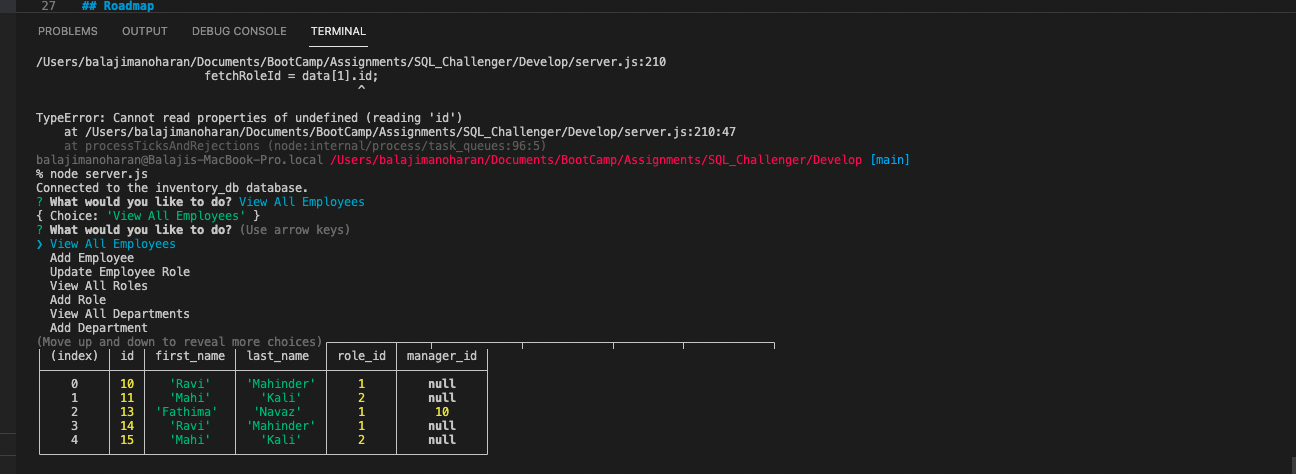 27 ## Roadmap
PROBLEMS OUTPUT DEBUG CONSOLE TERMINAL
/Users/balajimanoharan/Documents/BootCamp/Assignments/SQL_Challenger/Develop/server.js:210
fetchRoleId = data[1].id;
^
TypeError: Cannot read properties of undefined (reading 'id')
at /Users/balajimanoharan/Documents/BootCamp/Assignments/SQL_Challenger/Develop/server.js:210:47
at processTicksAndRejections (node:internal/process/task_queues:96:5)
balajimanoharan@Balajis-MacBook-Pro.local /Users/balajimanoharan/Documents/BootCamp/Assignments/SQL_Challenger/Develop [main]
% node server.js
Connected to the inventory_db database.
? What would you like to do? View All Employees
{ Choice: 'View All Employees' }
? What would you like to do? (Use arrow keys)
❯ View All Employees
Add Employee
Update Employee Role
View All Roles
Add Role
View All Departments
Add Department
(Move up and down to reveal more choices)
(index) id first_name last_name role_id manager_id
0 10 'Ravi' 'Mahinder' 1 null
1 11 'Mahi' 'Kali' 2 null
2 13 'Fathima' 'Navaz' 1 10
3 14 'Ravi' 'Mahinder' 1 null
4 15 'Mahi' 'Kali' 2 null